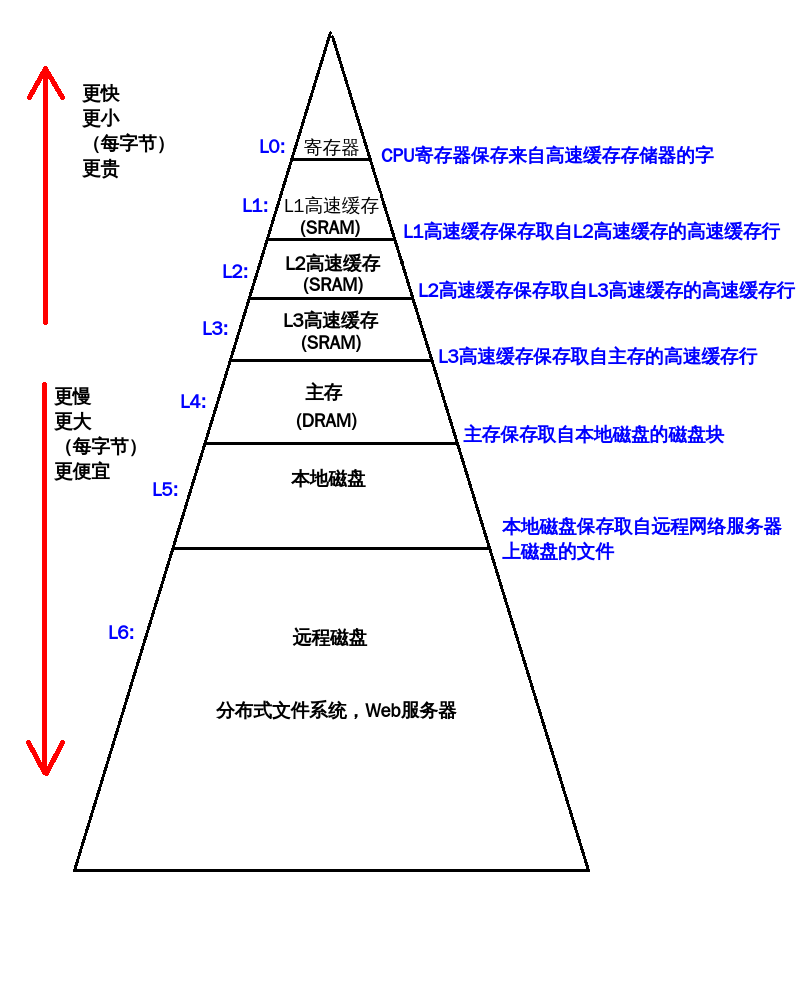 更快
更小
（每字节）
更贵
L0:
寄存器
CPU寄存器保存来自高速缓存存储器的字
L1:
L1高速缓存
(SRAM)
L1高速缓存保存取自L2高速缓存的高速缓存行
L2:
L2高速缓存
(SRAM)
L2高速缓存保存取自L3高速缓存的高速缓存行
L3:
L3高速缓存
(SRAM)
L3高速缓存保存取自主存的高速缓存行
更慢
更大
（每字节）
更便宜
L4:
主存
(DRAM)
主存保存取自本地磁盘的磁盘块
L5:
本地磁盘
本地磁盘保存取自远程网络服务器
上磁盘的文件
L6:
远程磁盘
分布式文件系统，Web服务器